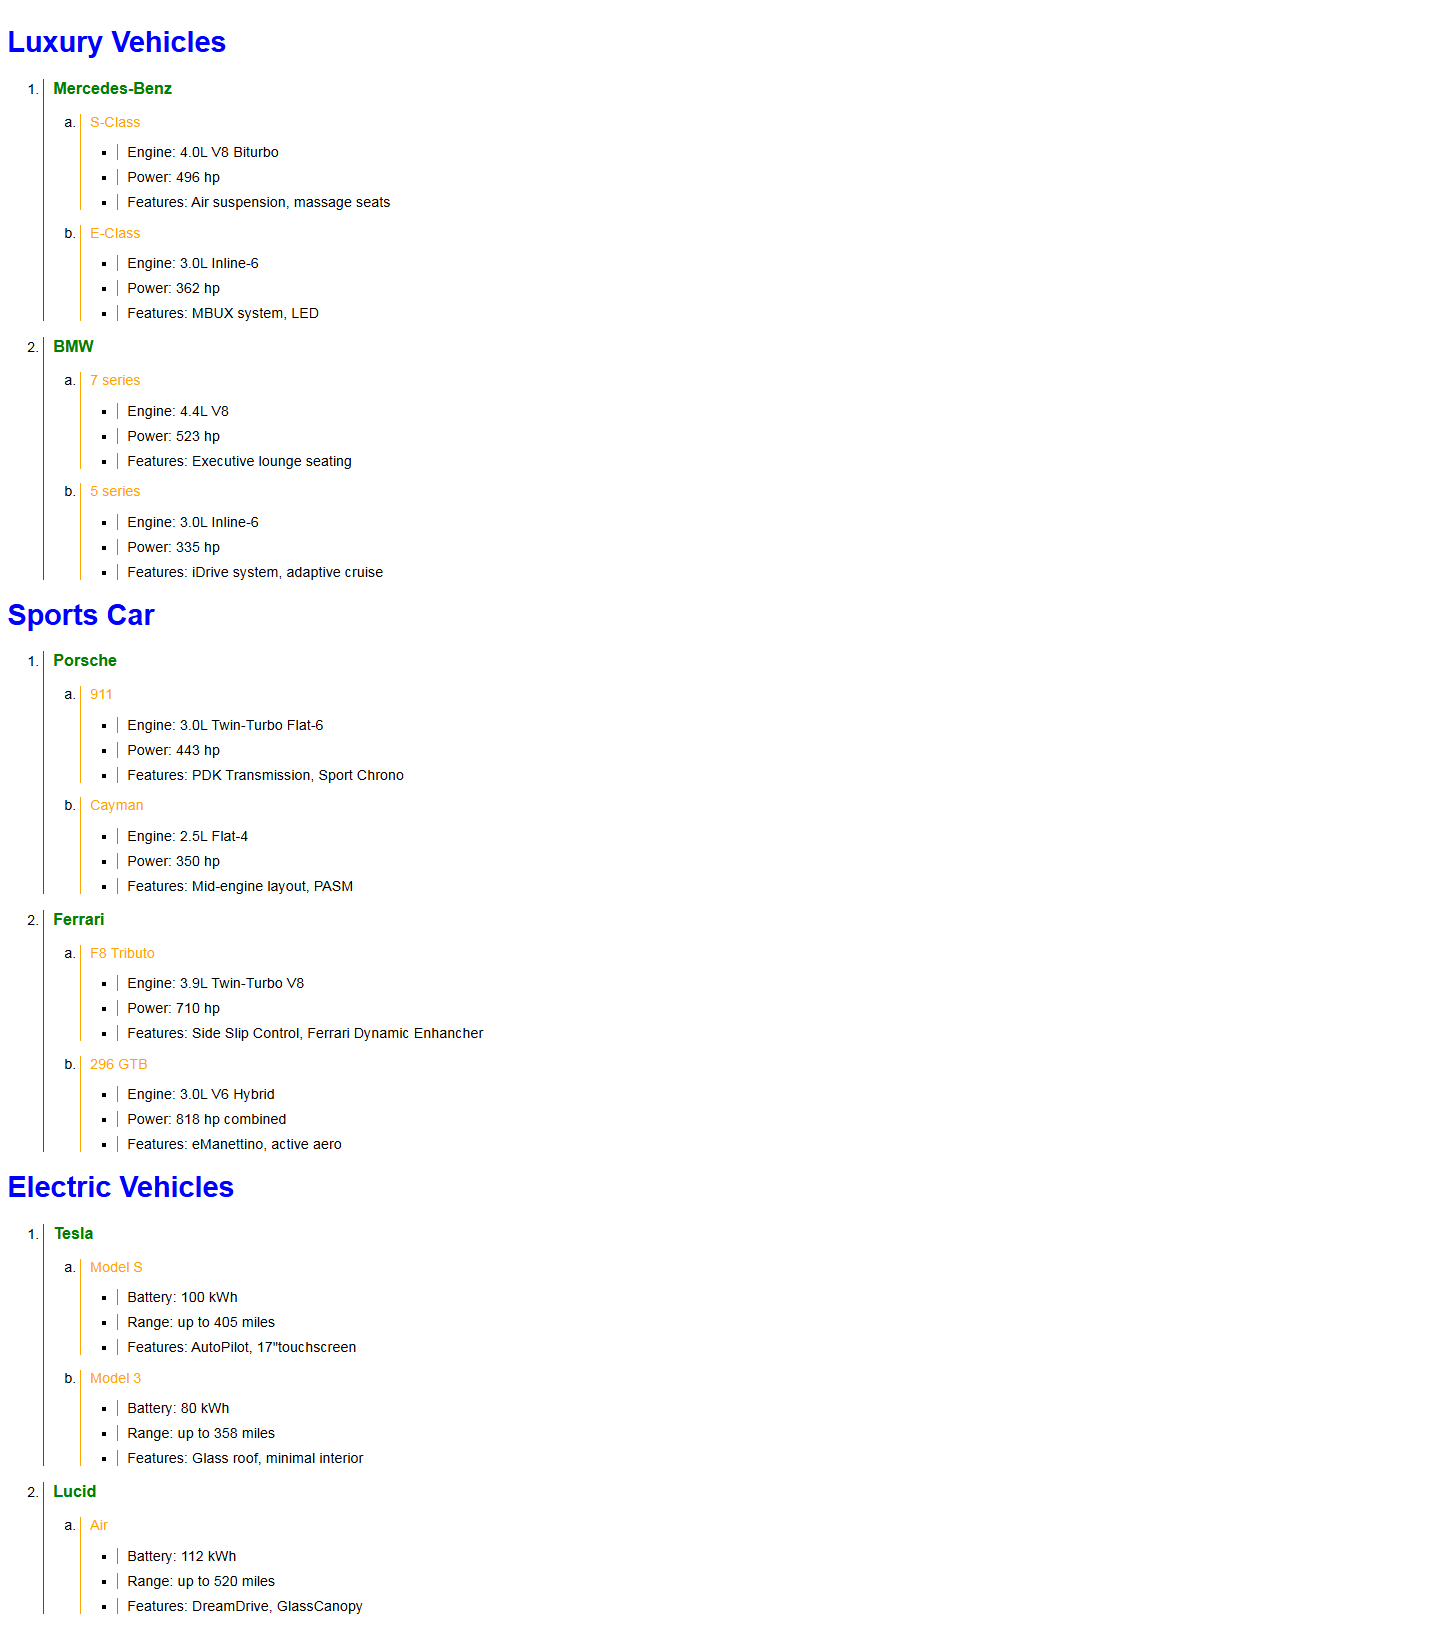 Luxury Vehicles
1. Mercedes-Benz
a. S-Class
▪ Engine: 4.0L V8 Biturbo
▪ Power: 496 hp
▪ Features: Air suspension, massage seats
b. E-Class
▪ Engine: 3.0L Inline-6
▪ Power: 362 hp
▪ Features: MBUX system, LED
2. BMW
a. 7 series
▪ Engine: 4.4L V8
▪ Power: 523 hp
▪ Features: Executive lounge seating
b. 5 series
▪ Engine: 3.0L Inline-6
▪ Power: 335 hp
▪ Features: iDrive system, adaptive cruise
Sports Car
1. Porsche
a. 911
▪ Engine: 3.0L Twin-Turbo Flat-6
▪ Power: 443 hp
▪ Features: PDK Transmission, Sport Chrono
b. Cayman
▪ Engine: 2.5L Flat-4
▪ Power: 350 hp
▪ Features: Mid-engine layout, PASM
2. Ferrari
a. F8 Tributo
▪ Engine: 3.9L Twin-Turbo V8
▪ Power: 710 hp
▪ Features: Side Slip Control, Ferrari Dynamic Enhancher
b. 296 GTB
▪ Engine: 3.0L V6 Hybrid
▪ Power: 818 hp combined
▪ Features: eManettino, active aero
Electric Vehicles
1. Tesla
a. Model S
▪ Battery: 100 kWh
▪ Range: up to 405 miles
▪ Features: AutoPilot, 17"touchscreen
b. Model 3
▪ Battery: 80 kWh
▪ Range: up to 358 miles
▪ Features: Glass roof, minimal interior
2. Lucid
a. Air
▪ Battery: 112 kWh
▪ Range: up to 520 miles
▪ Features: DreamDrive, GlassCanopy